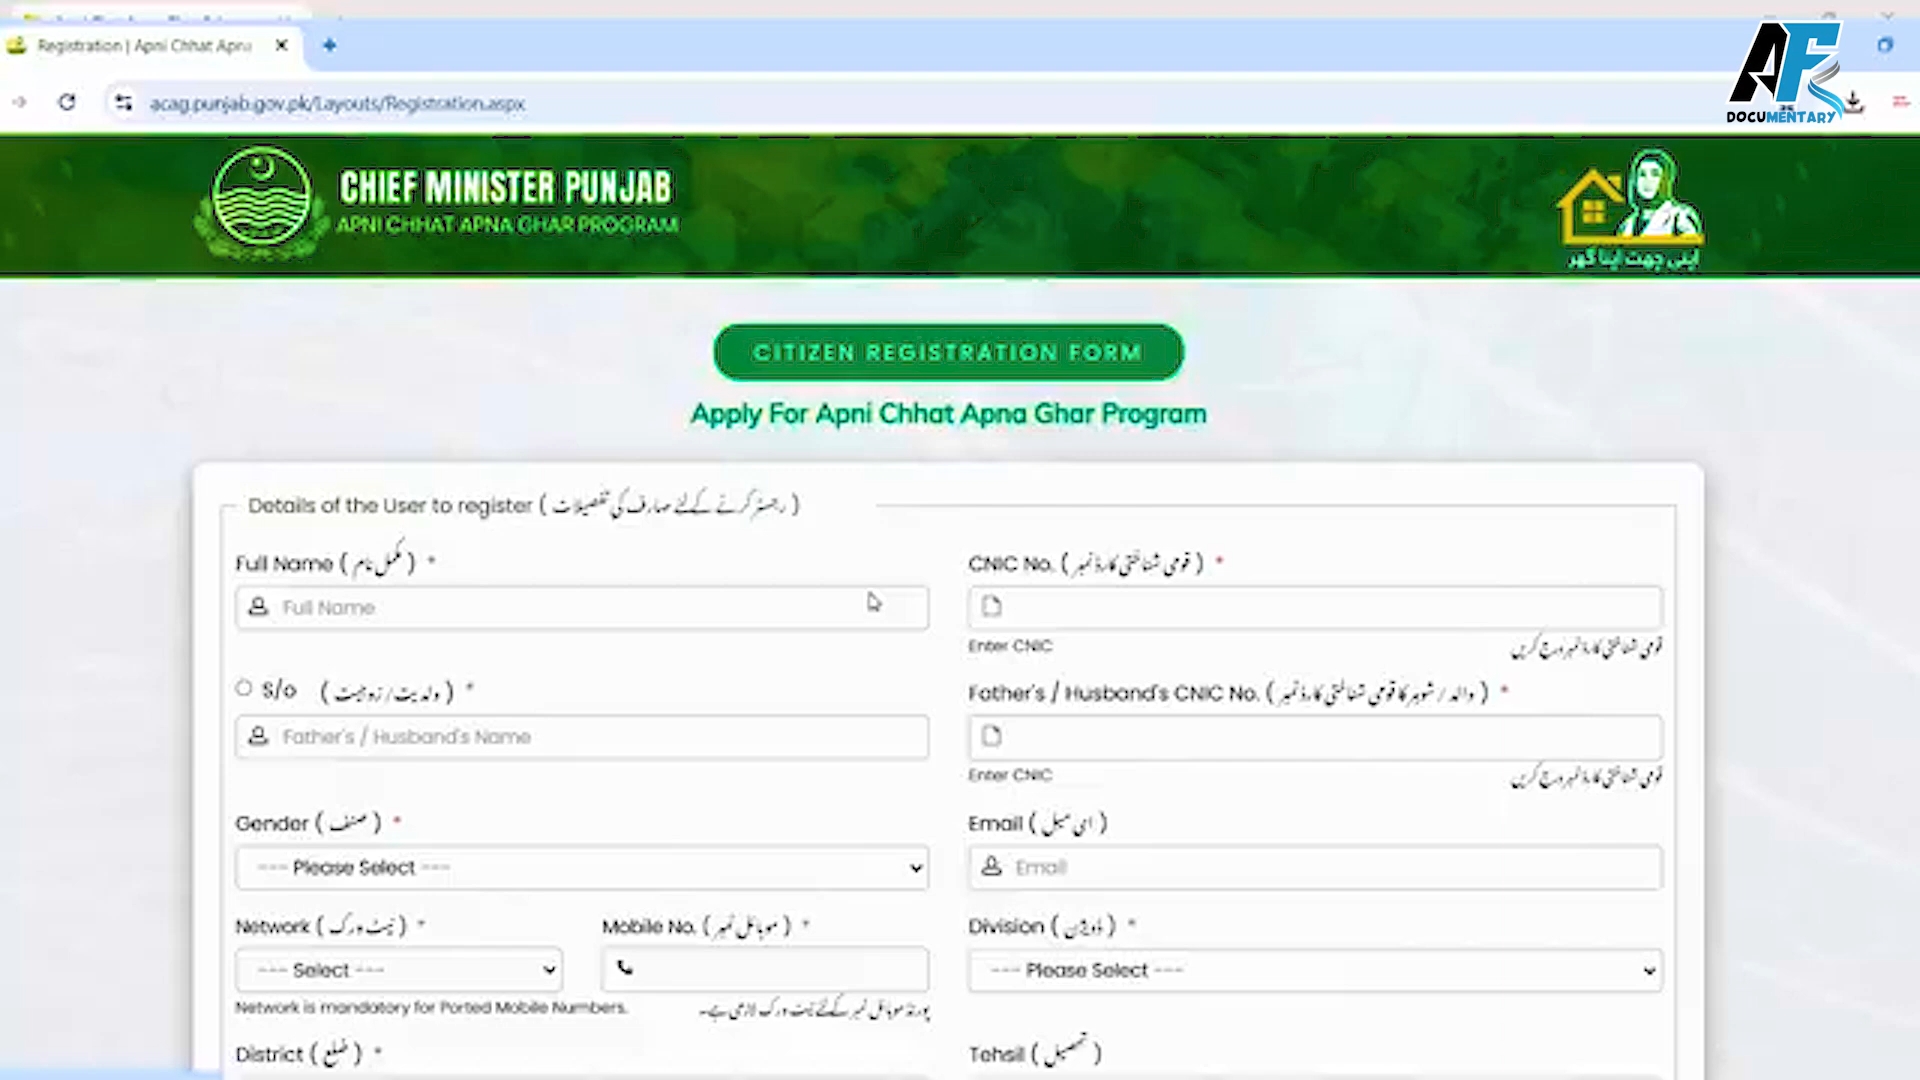 Registration | Apni Chhat Apna
acag.punjab.gov.pk/Layouts/Registration.aspx
AF
DOCUMENTARY
CHIEF MINISTER PUNJAB
APNI CHHAT APNA GHAR PROGRAM
اپنی چھت اپنا گھر
CITIZEN REGISTRATION FORM
Apply For Apni Chhat Apna Ghar Program
Details of the User to register ( رجسٹر کرنے کے لئے صارف کی تفصیلات )
Full Name ( مکمل نام ) *
CNIC No. ( قومی شناختی کارڈ نمبر ) *
Full Name
Enter CNIC
قومی شناختی کارڈ نمبر درج کریں
S/o ( ولدیت / زوجیت ) *
Father's / Husband's CNIC No. ( والد / شوہر کا قومی شناختی کارڈ نمبر ) *
Father's / Husband's Name
Enter CNIC
قومی شناختی کارڈ نمبر درج کریں
Gender ( صنف ) *
Email ( ای میل )
--- Please Select ---
Email
Network ( نیٹ ورک ) *
Mobile No. ( موبائل نمبر ) *
Division ( ڈویژن ) *
--- Select ---
--- Please Select ---
Network is mandatory for Ported Mobile Numbers.
پورٹڈ موبائل نمبر کے لئے نیٹ ورک لازمی ہے۔
District ( ضلع ) *
Tehsil ( تحصیل )